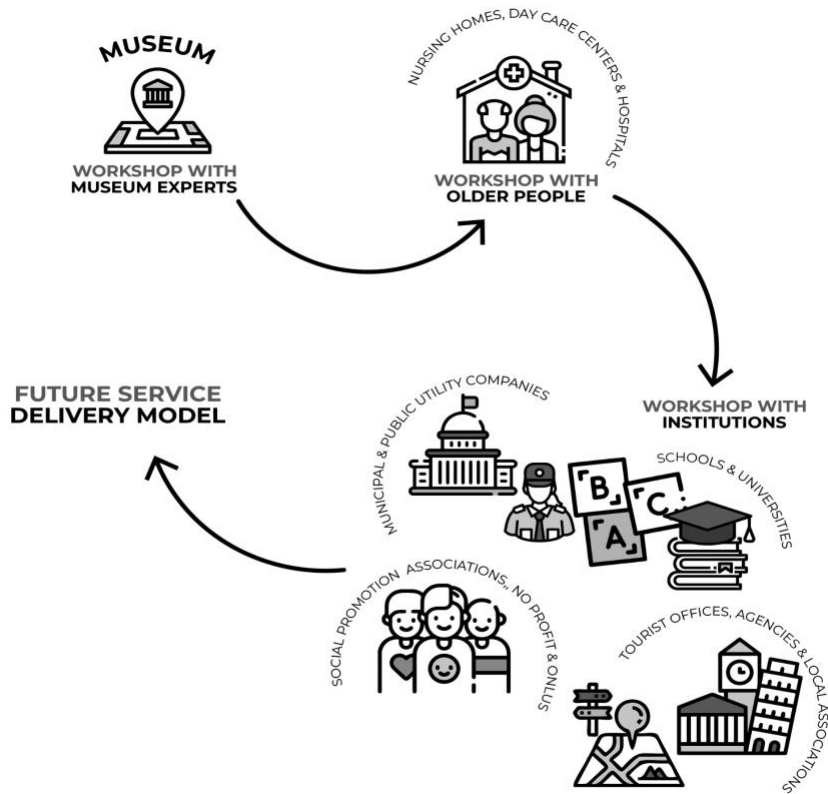 MUSEUM
WORKSHOP WITH
MUSEUM EXPERTS
NURSING HOMES, DAY CARE CENTERS & HOSPITALS
WORKSHOP WITH
OLDER PEOPLE
WORKSHOP WITH
INSTITUTIONS
MUNICIPAL & PUBLIC UTILITY COMPANIES
SCHOOLS & UNIVERSITIES
B
C
A
SOCIAL PROMOTION ASSOCIATIONS,, NO PROFIT & ONLUS
TOURIST OFFICES, AGENCIES & LOCAL ASSOCIATIONS
FUTURE SERVICE
DELIVERY MODEL